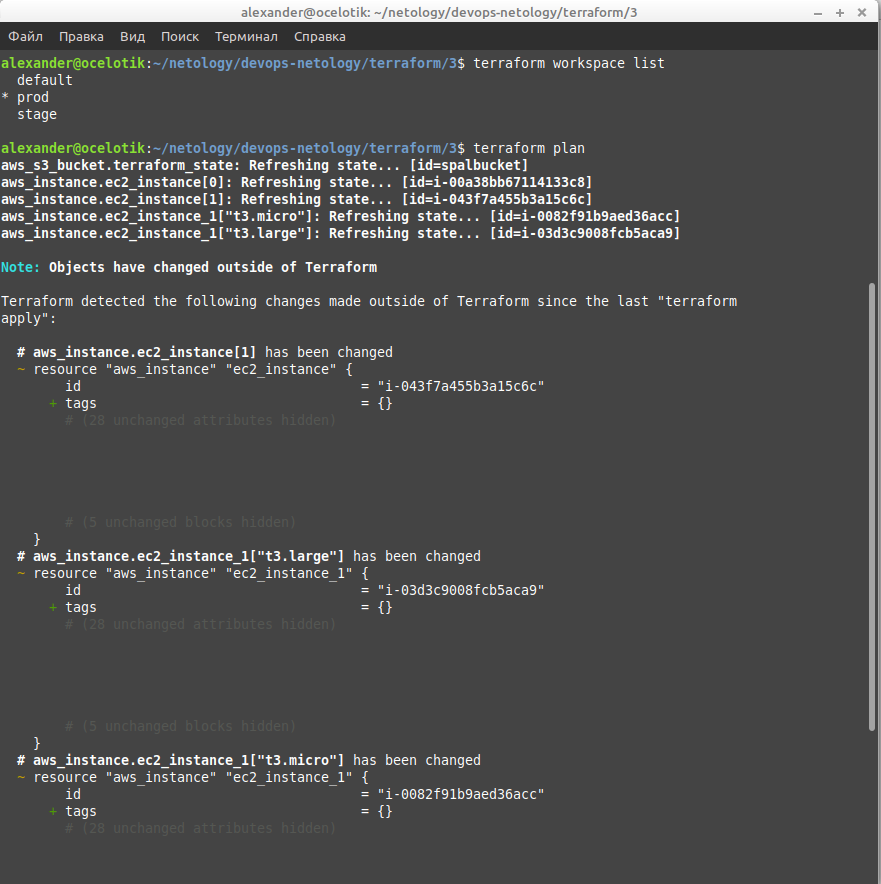 alexander@ocelotik: ~/netology/devops-netology/terraform/3
Файл Правка Вид Поиск Терминал Справка
alexander@ocelotik:~/netology/devops-netology/terraform/3$ terraform workspace list
  default
* prod
  stage
alexander@ocelotik:~/netology/devops-netology/terraform/3$ terraform plan
aws_s3_bucket.terraform_state: Refreshing state... [id=spalbucket]
aws_instance.ec2_instance[0]: Refreshing state... [id=i-00a38bb67114133c8]
aws_instance.ec2_instance[1]: Refreshing state... [id=i-043f7a455b3a15c6c]
aws_instance.ec2_instance_1["t3.micro"]: Refreshing state... [id=i-0082f91b9aed36acc]
aws_instance.ec2_instance_1["t3.large"]: Refreshing state... [id=i-03d3c9008fcb5aca9]
Note: Objects have changed outside of Terraform
Terraform detected the following changes made outside of Terraform since the last "terraform
apply":
  # aws_instance.ec2_instance[1] has been changed
  ~ resource "aws_instance" "ec2_instance" {
        id                                   = "i-043f7a455b3a15c6c"
      + tags                                 = {}
        # (28 unchanged attributes hidden)
        # (5 unchanged blocks hidden)
    }
  # aws_instance.ec2_instance_1["t3.large"] has been changed
  ~ resource "aws_instance" "ec2_instance_1" {
        id                                   = "i-03d3c9008fcb5aca9"
      + tags                                 = {}
        # (28 unchanged attributes hidden)
        # (5 unchanged blocks hidden)
    }
  # aws_instance.ec2_instance_1["t3.micro"] has been changed
  ~ resource "aws_instance" "ec2_instance_1" {
        id                                   = "i-0082f91b9aed36acc"
      + tags                                 = {}
        # (28 unchanged attributes hidden)